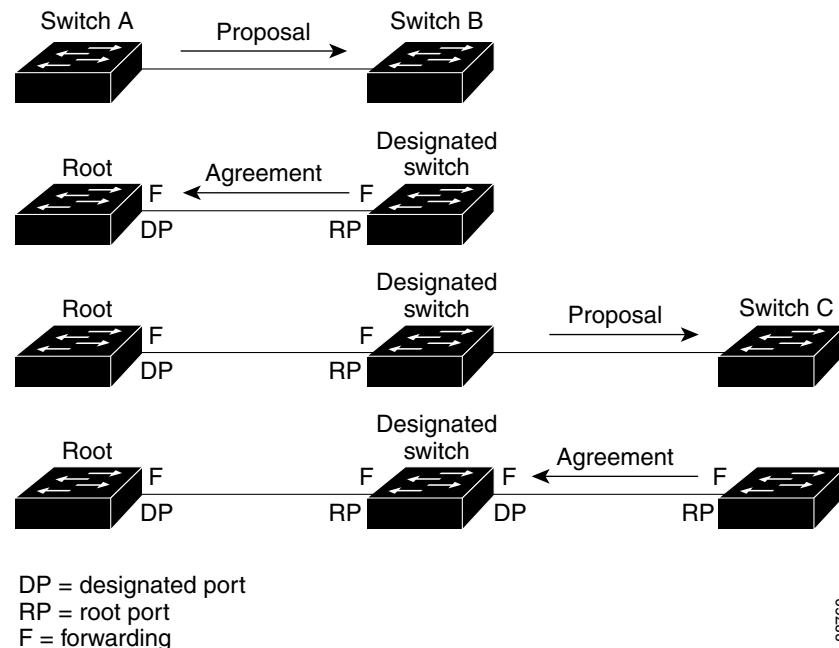 Switch A
Proposal
Switch B
Root
Agreement
Designated
switch
F
F
DP
RP
Root
Designated
switch
Proposal
Switch C
F
F
DP
RP
Root
Designated
switch
Agreement
F
F
F
F
DP
RP
DP
RP
DP = designated port
RP = root port
F = forwarding